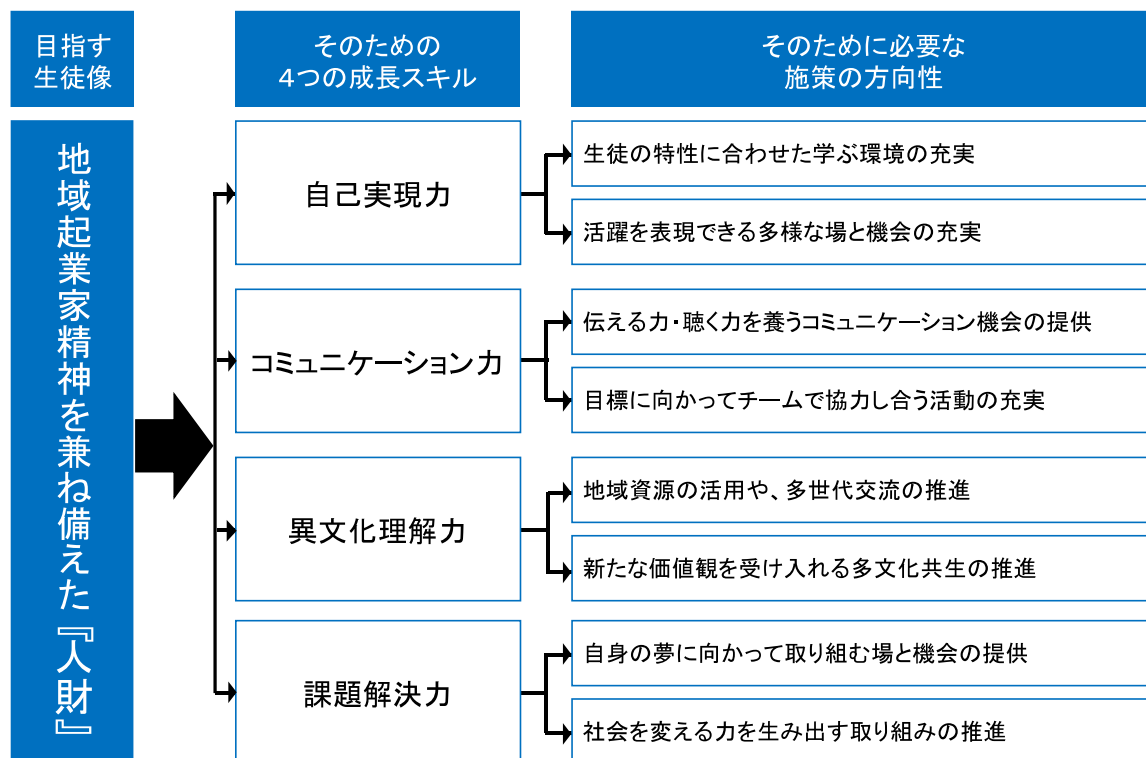 目指す
生徒像
そのための
4つの成長スキル
そのために必要な
施策の方向性
地域起業家精神を兼ね備えた『人財』
自己実現力
生徒の特性に合わせた学ぶ環境の充実
活躍を表現できる多様な場と機会の充実
コミュニケーション力
伝える力・聴く力を養うコミュニケーション機会の提供
目標に向かってチームで協力し合う活動の充実
異文化理解力
地域資源の活用や、多世代交流の推進
新たな価値観を受け入れる多文化共生の推進
課題解決力
自身の夢に向かって取り組む場と機会の提供
社会を変える力を生み出す取り組みの推進